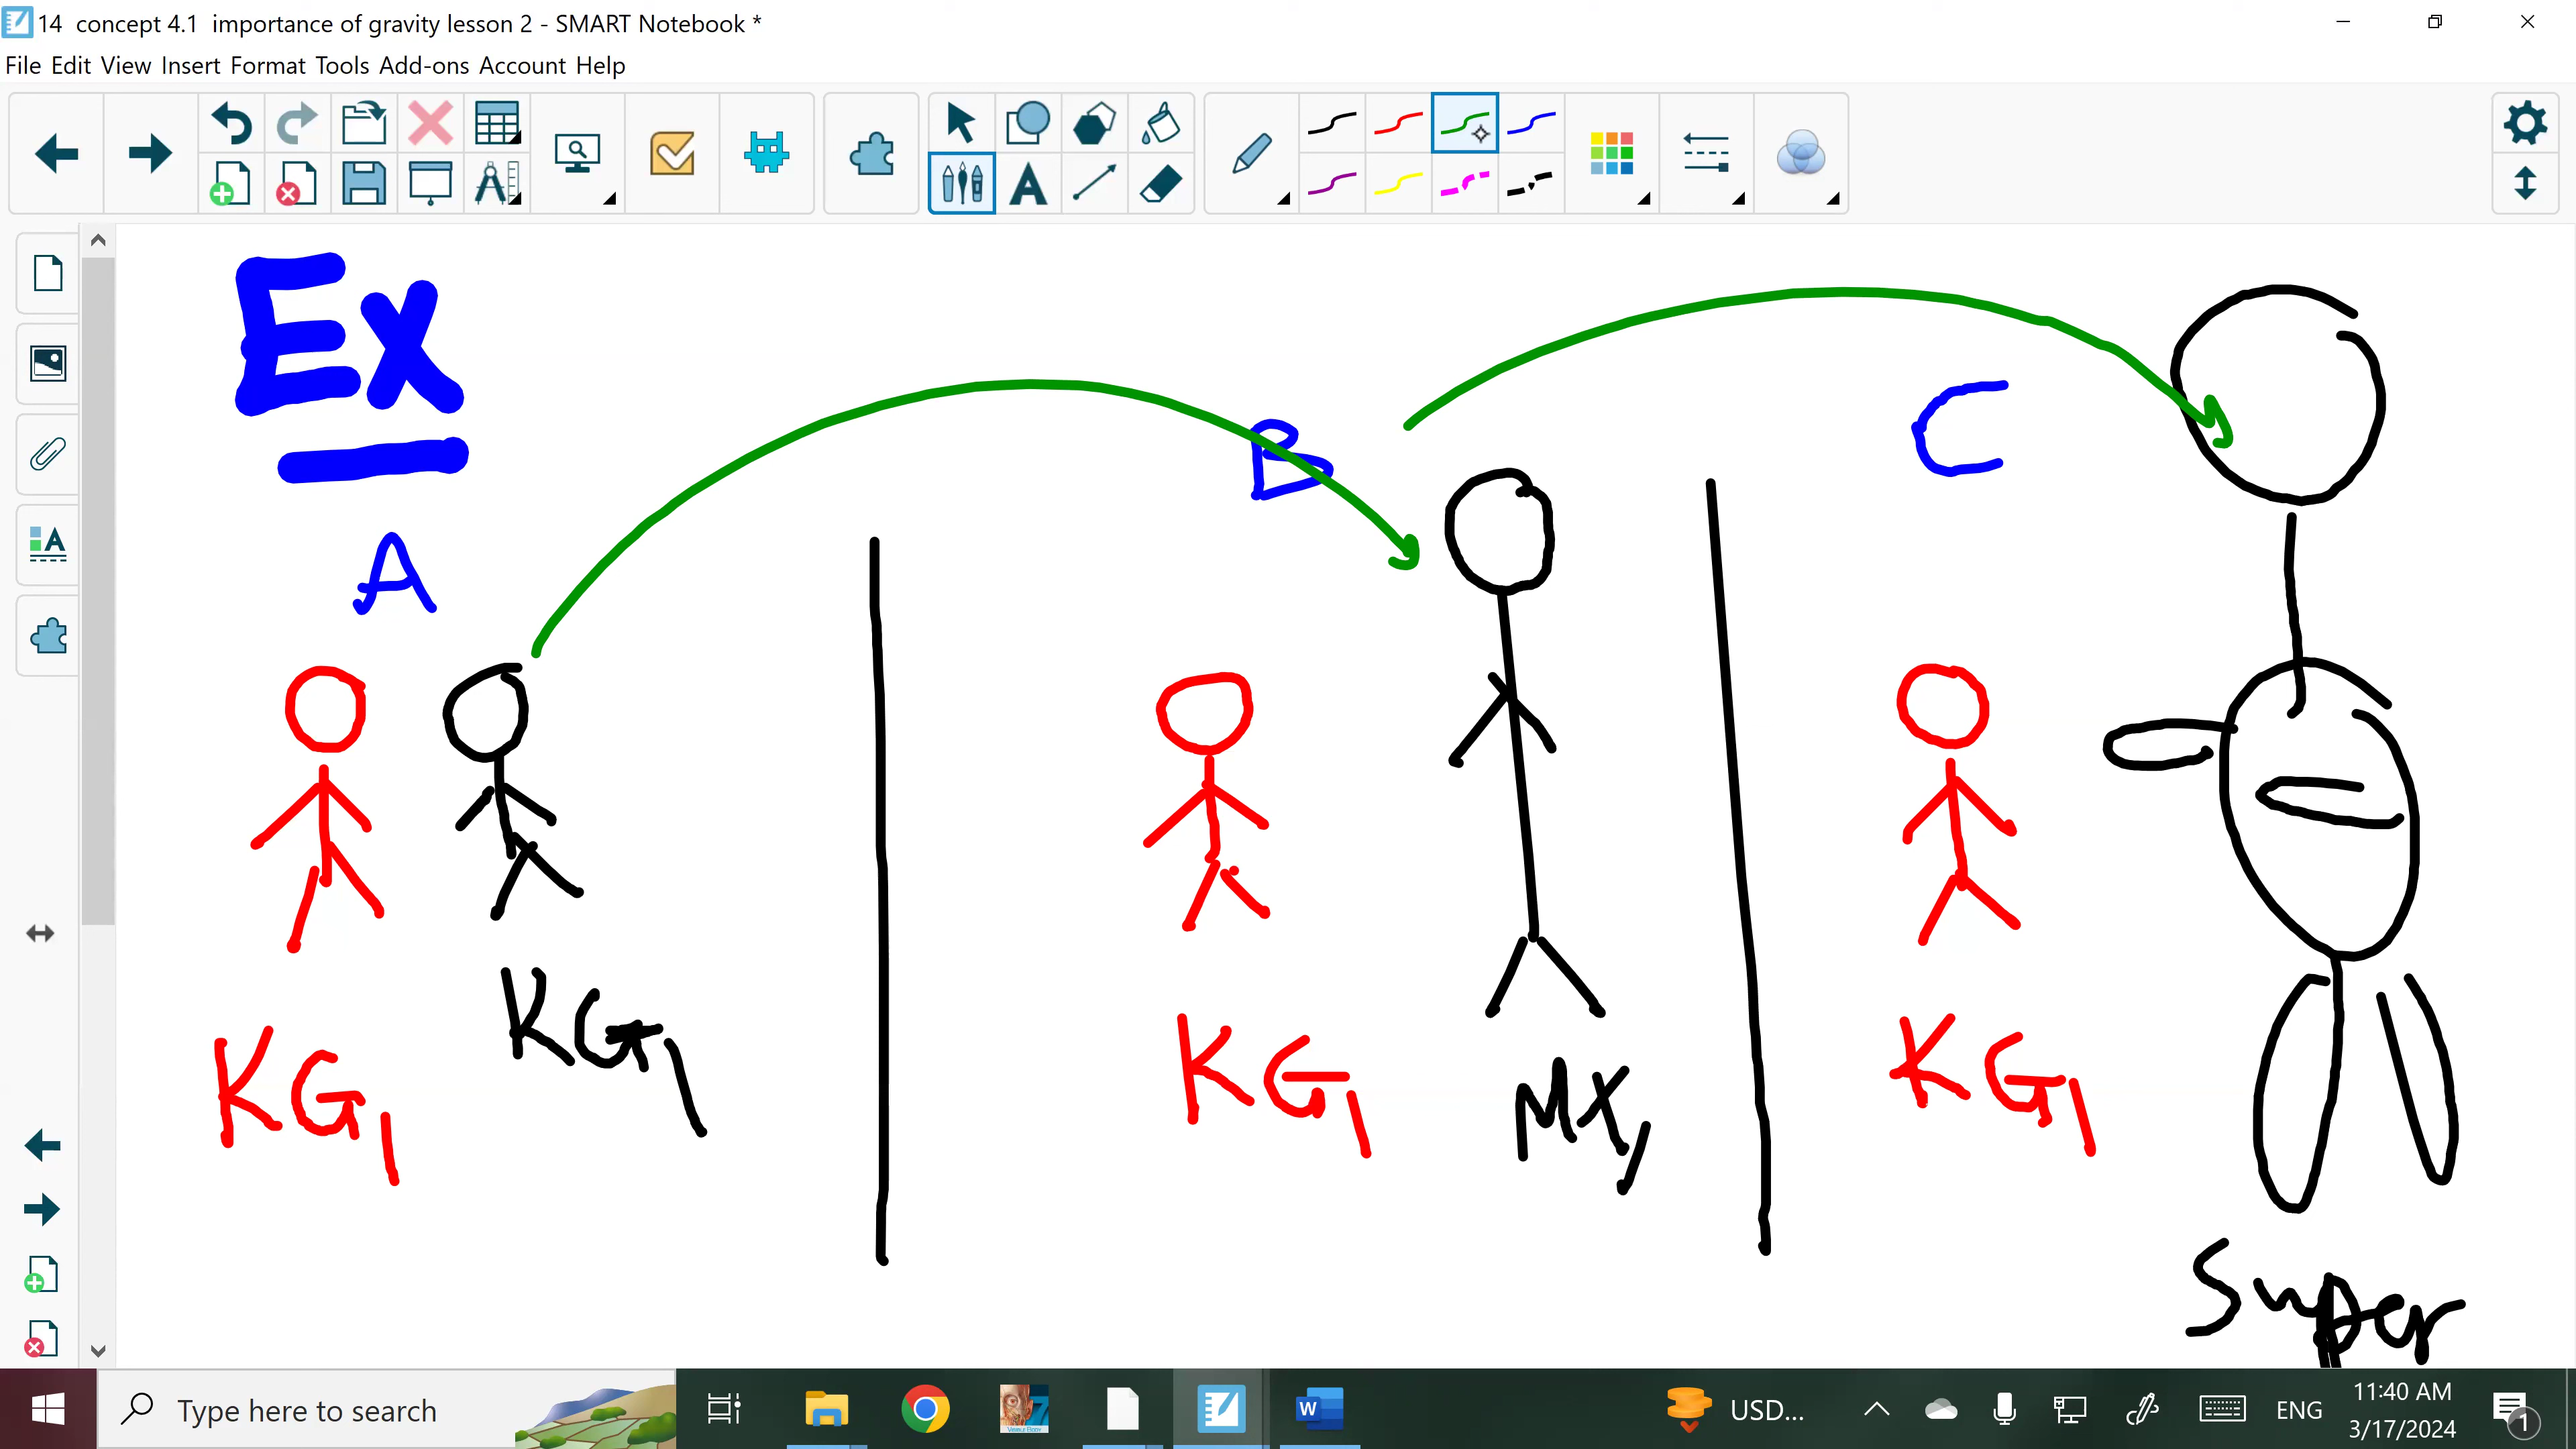 14 concept 4.1 importance of gravity lesson 2 - SMART Notebook *
File Edit View Insert Format Tools Add-ons Account Help
Ex
A
B
C
KG1
KG1
KG1
KG1
Super
Type here to search
USD...
ENG
11:40 AM
3/17/2024
1